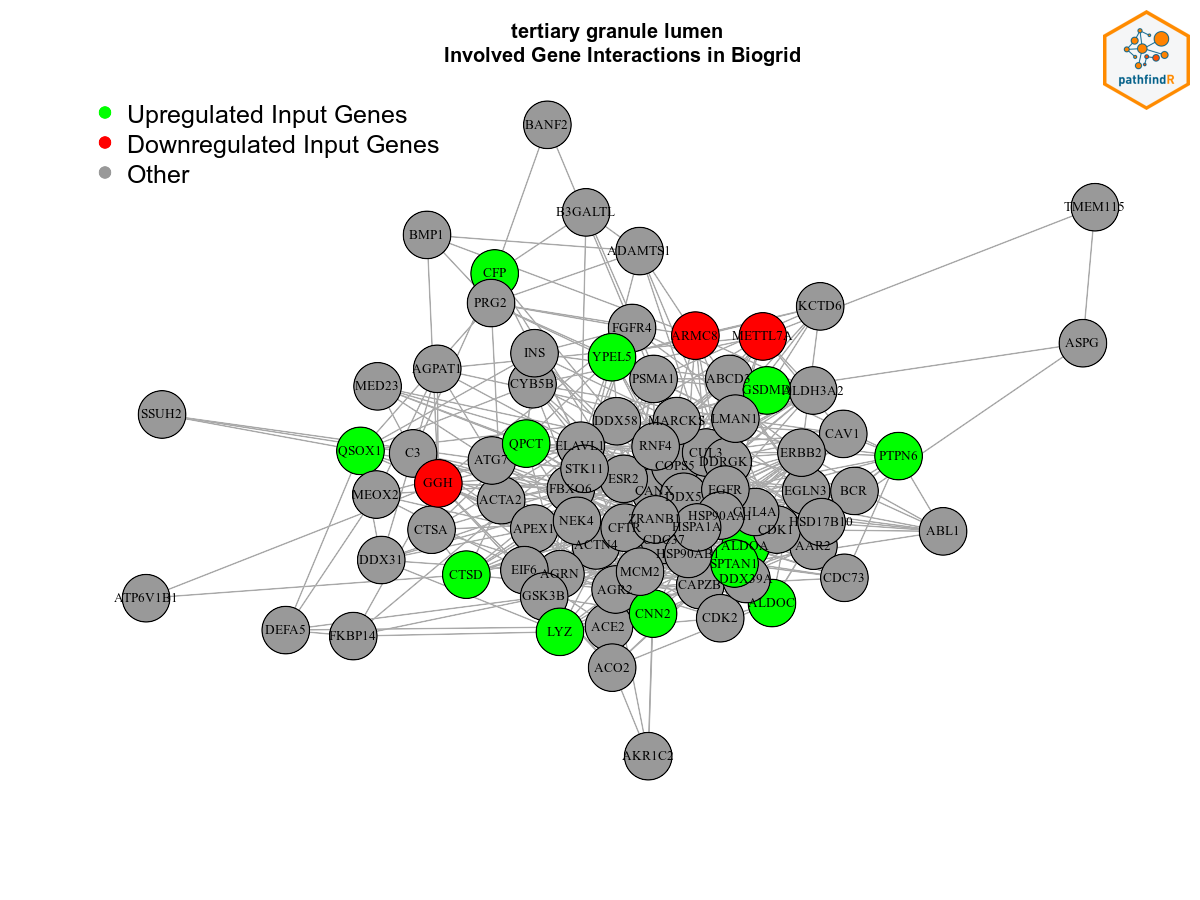 tertiary granule lumen
Involved Gene Interactions in Biogrid
pathfindR
Upregulated Input Genes
Downregulated Input Genes
Other
BANF2
TMEM115
B3GALTL
BMP1
ADAMTS1
CFP
PRG2
KCTD6
FGFR4
ARMC8
METTL7A
ASPG
INS
YPEL5
AGPAT1
CYB5B
PSMA1
ABCD3
MED23
GSDMD
ALDH3A2
SSUH2
DDX58
MARCKS
LMAN1
CAV1
QSOX1
C3
QPCT
ELAVL1
RNF4
CUL3
ERBB2
PTPN6
ATG7
STK11
COPS5
DDRGK
GGH
ESR2
MEOX2
ACTA2
FBXO6
CANX
DDX5
EGFR
EGLN3
BCR
CTSA
APEX1
NEK4
CFTR
ZRANB1
HSPA1A
HSP90AAH
CUL4A
CDK1
HSD17B10
ABL1
DDX31
ACTN4
CDC37
HSP90AB1
ALDOA
AAR2
CTSD
EIF6
AGRN
MCM2
SPTAN1
DDX39A
CDC73
ATP6V1B1
GSK3B
AGR2
CAPZB
ALDOC
DEFA5
FKBP14
LYZ
ACE2
CNN2
CDK2
ACO2
AKR1C2